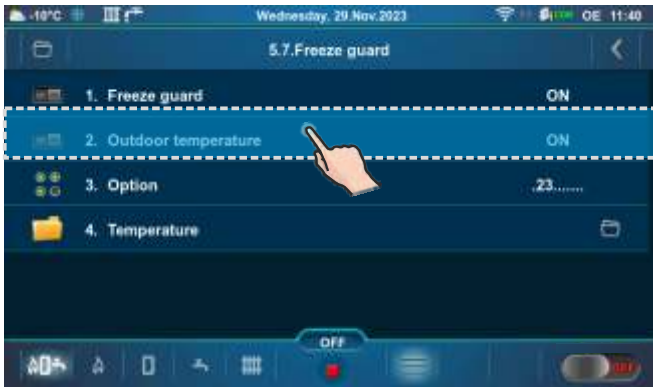 -10°C Wednesday, 29.Nov.2023 OE 11:40
5.7.Freeze guard
1. Freeze guard ON
2. Outdoor temperature ON
3. Option .23.......
4. Temperature
OFF
OFF